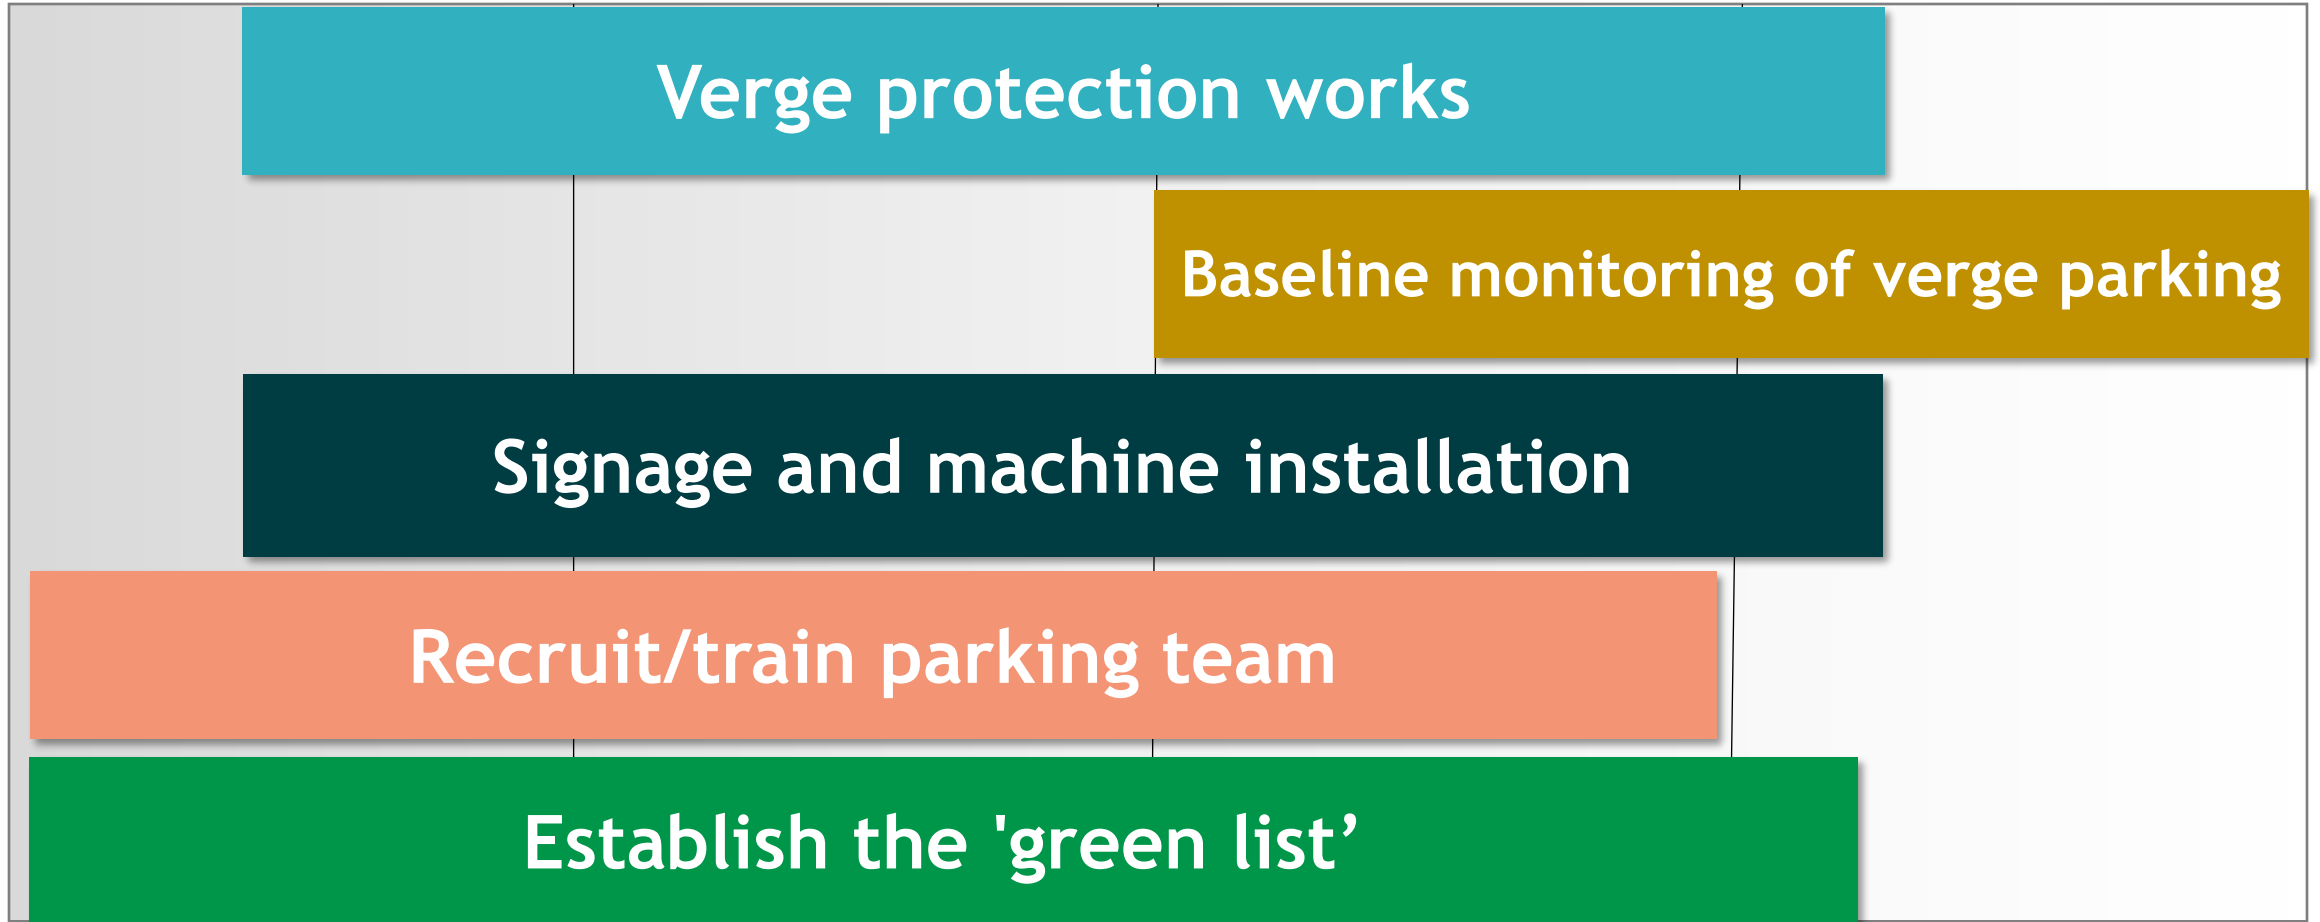 Verge protection works
Baseline monitoring of verge parking
Signage and machine installation
Recruit/train parking team
Establish the 'green list’